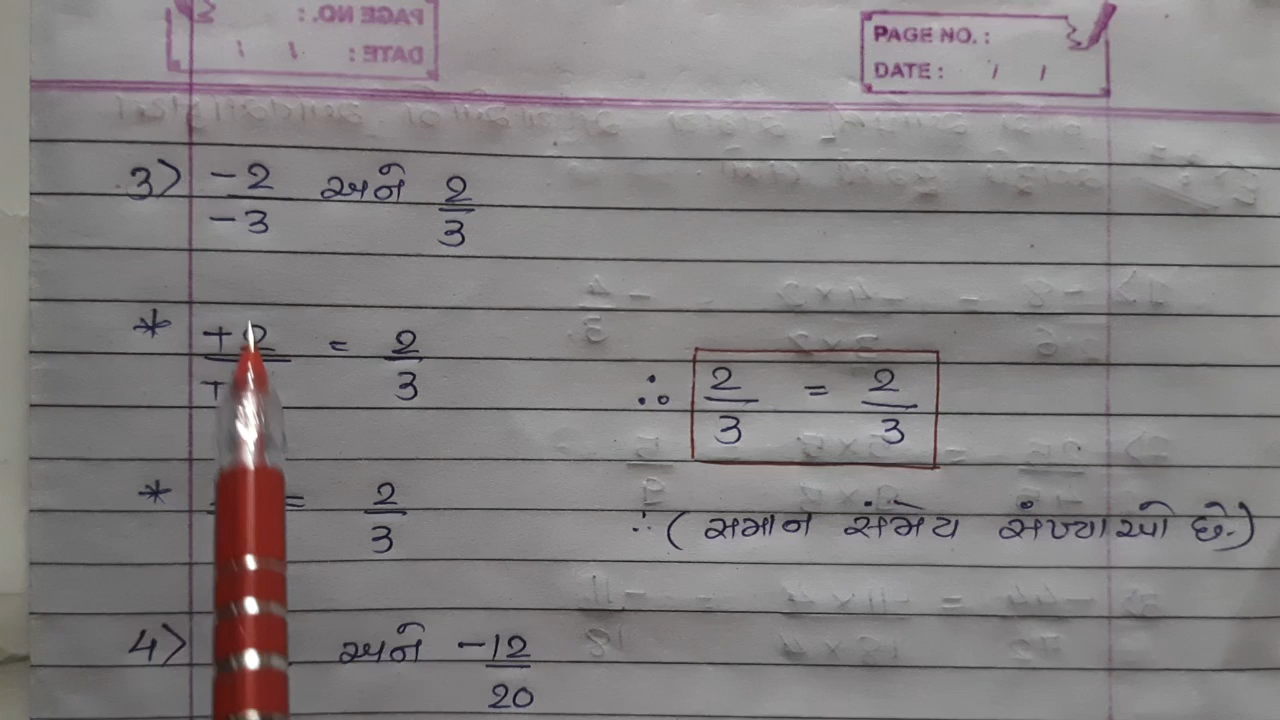 PAGE NO. :
DATE : / /
3> -2/-3 અને 2/3
* +2/+ = 2/3
∴ 2/3 = 2/3
* = 2/3
∴ (સમાન સંમેય સંખ્યાઓ છે.)
4> અને -12/20